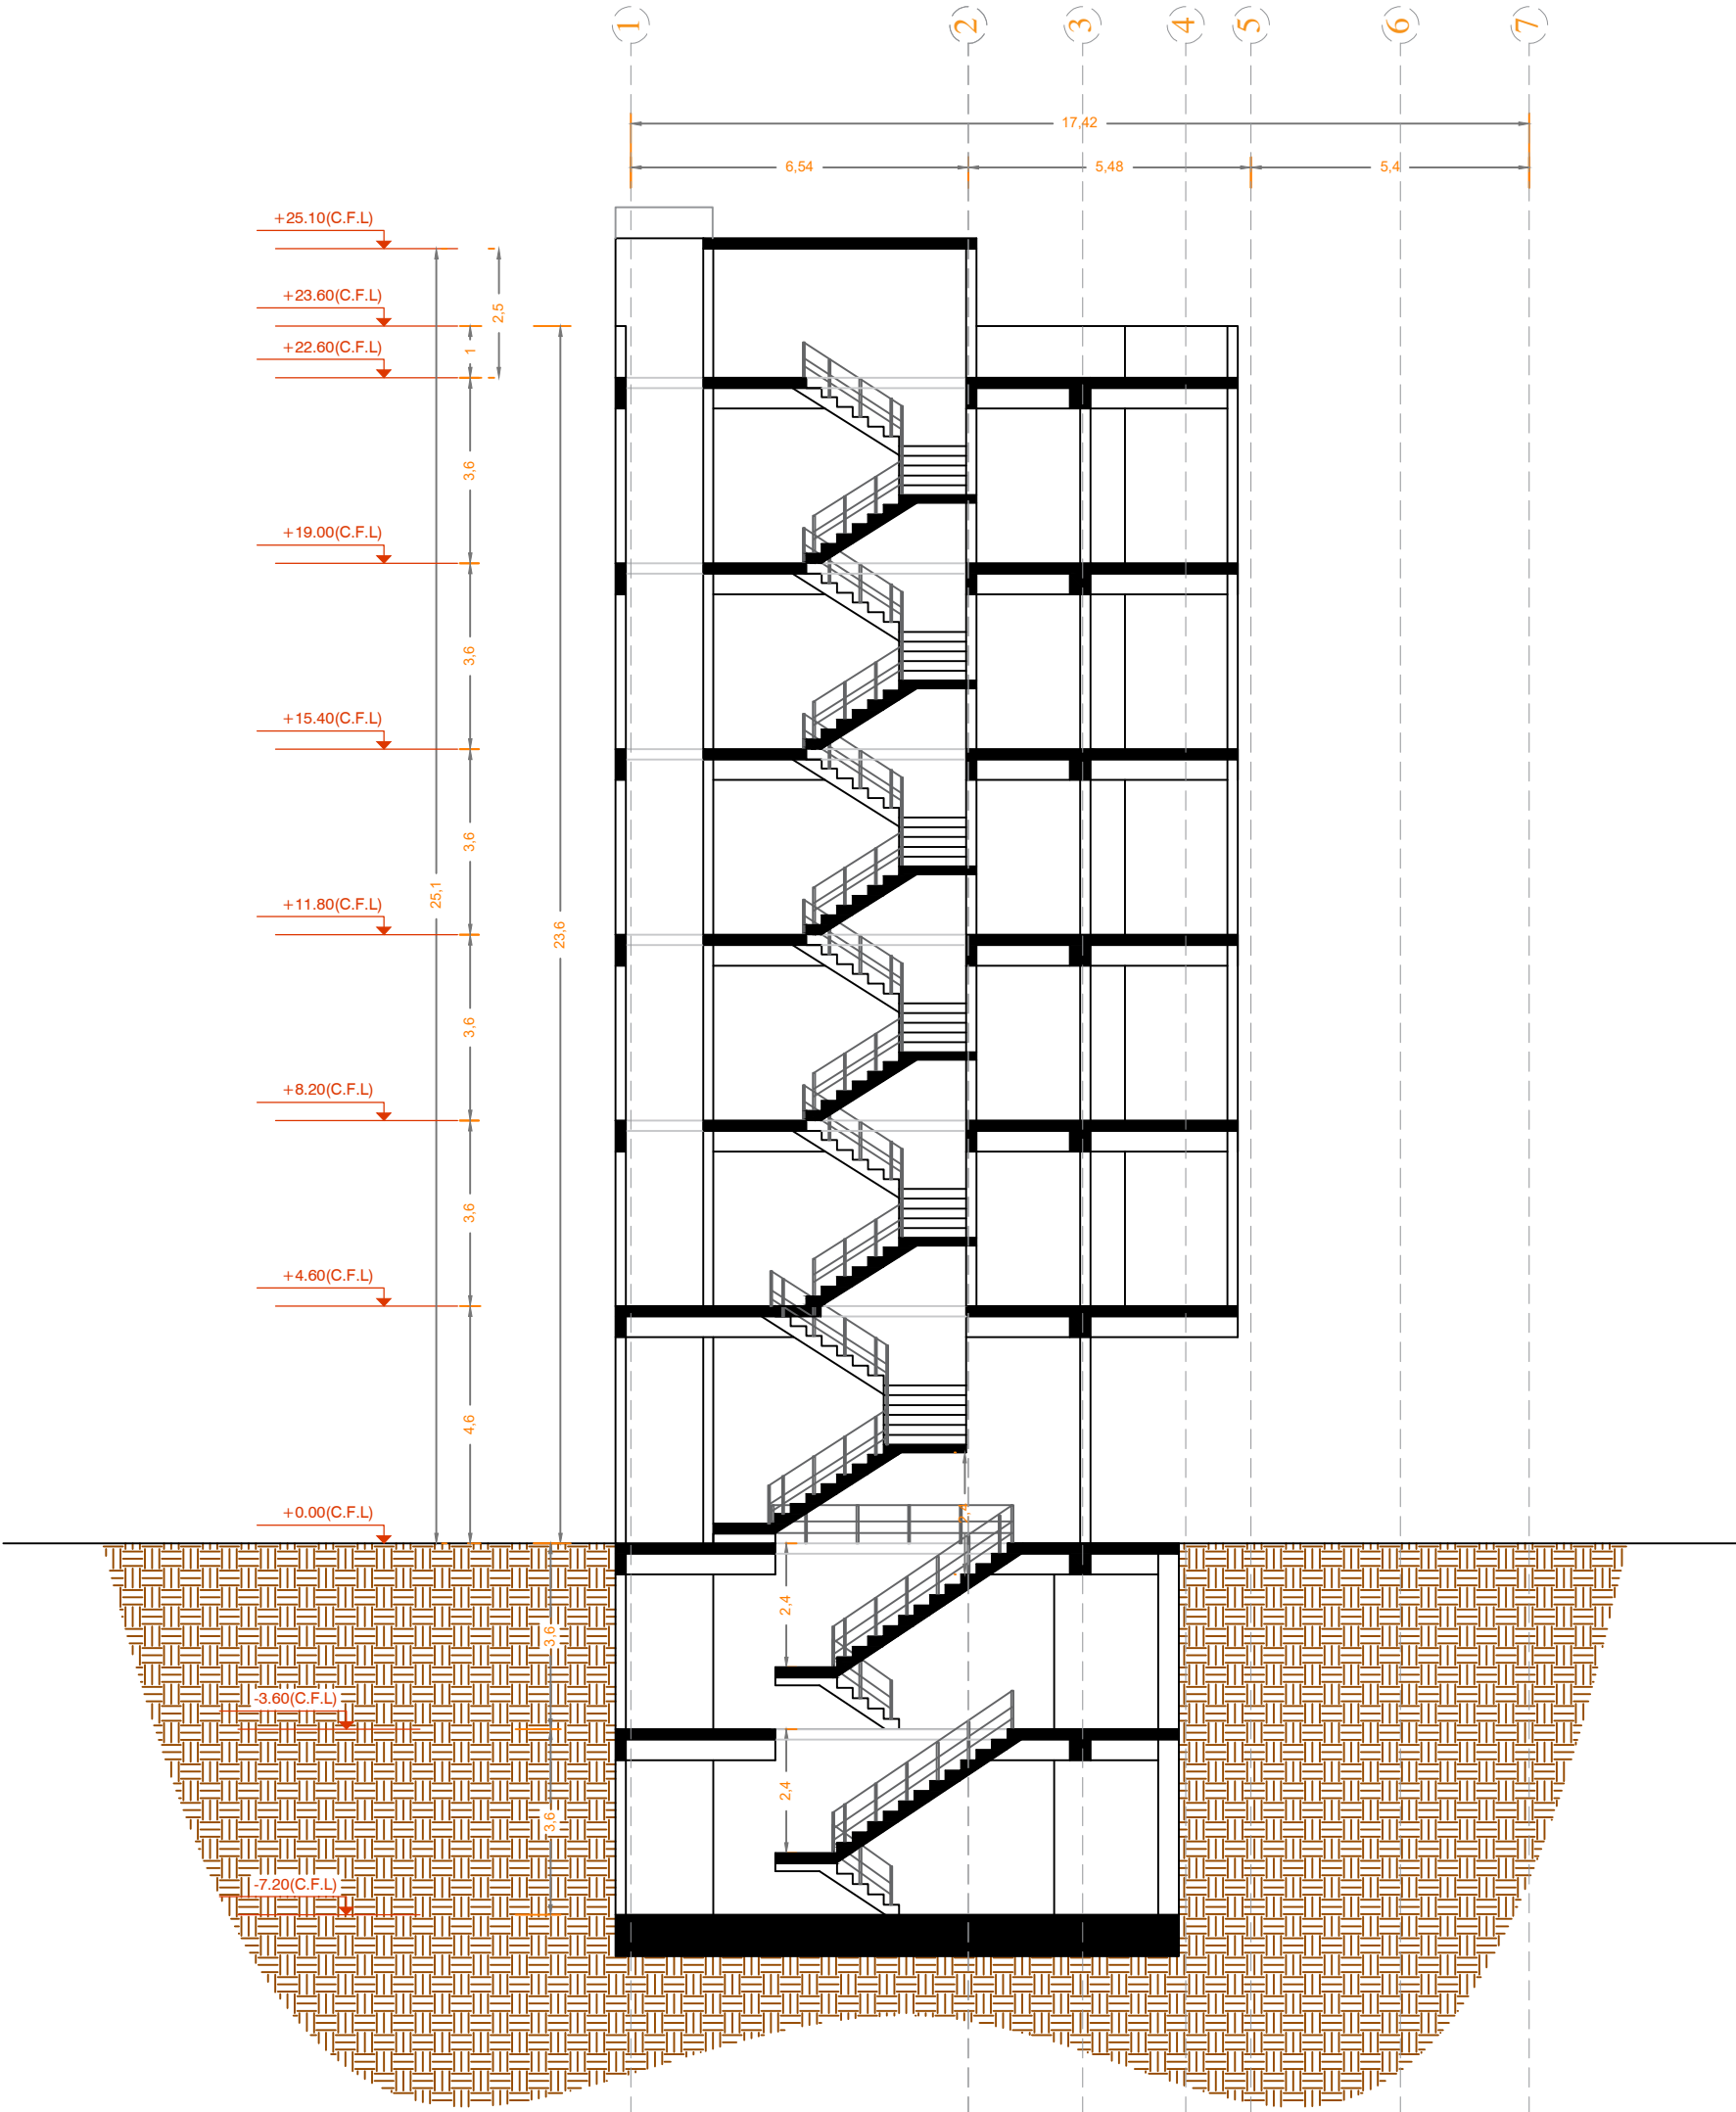 1 2 3 4 5 6 7
17,42
6,54 5,48 5,4
+25.10(C.F.L)
+23.60(C.F.L)
2,5
+22.60(C.F.L)
1
3,6
+19.00(C.F.L)
3,6
+15.40(C.F.L)
3,6
+11.80(C.F.L)
25,1
23,6
3,6
+8.20(C.F.L)
3,6
+4.60(C.F.L)
4,6
+0.00(C.F.L)
2,4
3,6
-3.60(C.F.L)
2,4
3,6
-7.20(C.F.L)